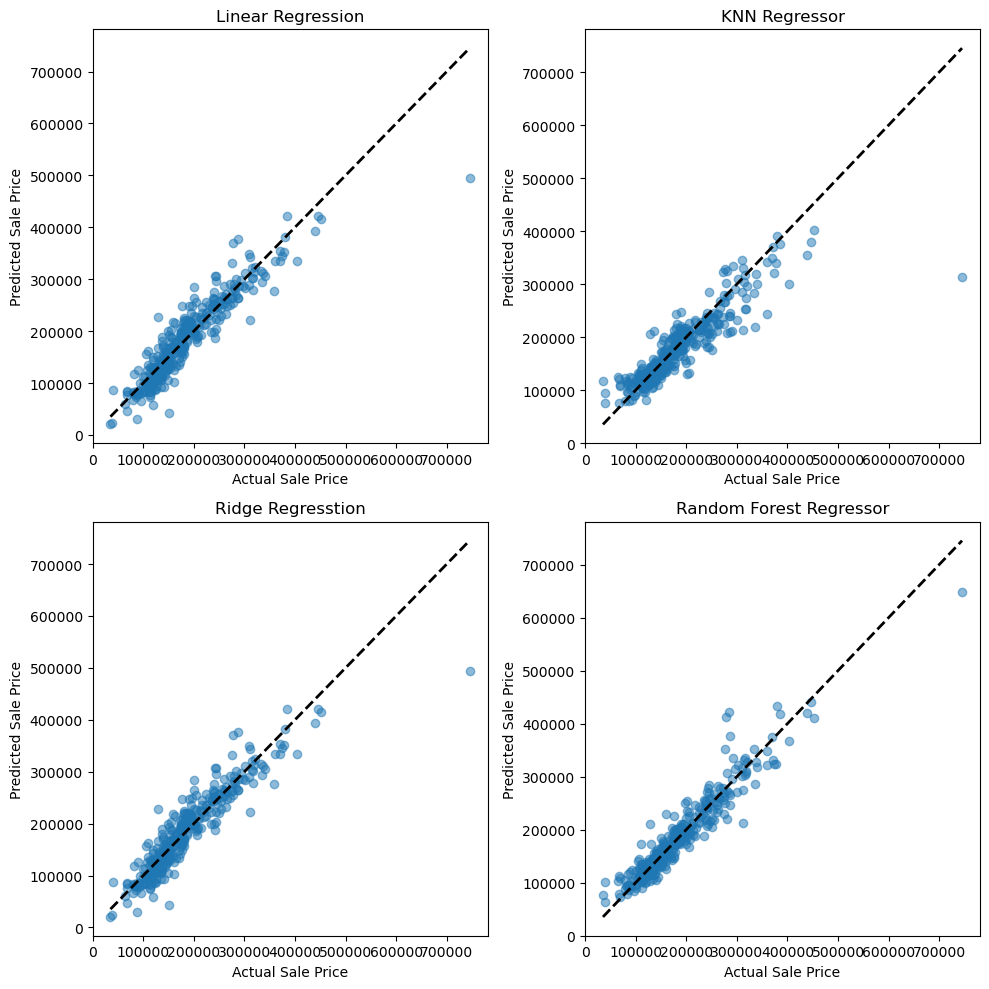 Linear Regression
700000
600000
500000
400000
300000
200000
100000
0
Predicted Sale Price
0 100000 200000 300000 400000 500000 600000 700000
Actual Sale Price
KNN Regressor
700000
600000
500000
400000
300000
200000
100000
0
Predicted Sale Price
0 100000 200000 300000 400000 500000 600000 700000
Actual Sale Price
Ridge Regresstion
700000
600000
500000
400000
300000
200000
100000
0
Predicted Sale Price
0 100000 200000 300000 400000 500000 600000 700000
Actual Sale Price
Random Forest Regressor
700000
600000
500000
400000
300000
200000
100000
0
Predicted Sale Price
0 100000 200000 300000 400000 500000 600000 700000
Actual Sale Price